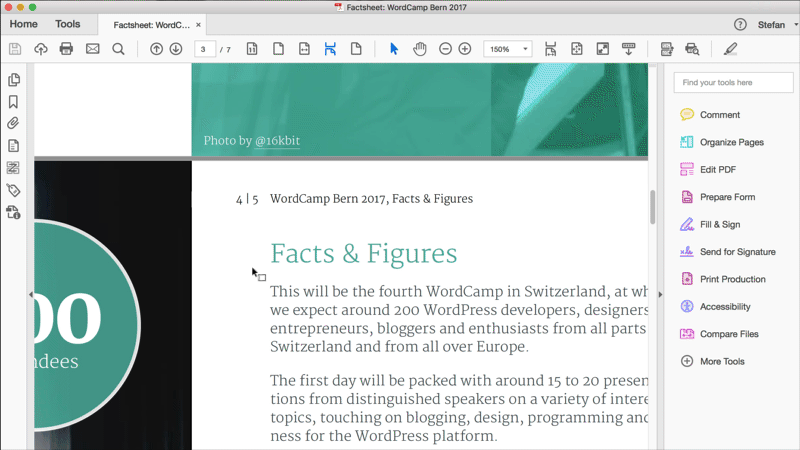 Factsheet: WordCamp Bern 2017
Home
Tools
Factsheet: WordC...
×
?
Stefan
3 / 7
150%
Photo by @16kbit
4 | 5 WordCamp Bern 2017, Facts & Figures
Facts & Figures
This will be the fourth WordCamp in Switzerland, at wh
we expect around 200 WordPress developers, designers
entrepreneurs, bloggers and enthusiasts from all parts
Switzerland and from all over Europe.
The first day will be packed with around 15 to 20 presen
tions from distinguished speakers on a variety of intere
topics, touching on blogging, design, programming and
ness for the WordPress platform.
00
ndees
Find your tools here
Comment
Organize Pages
Edit PDF
Prepare Form
Fill & Sign
Send for Signature
Print Production
Accessibility
Compare Files
More Tools